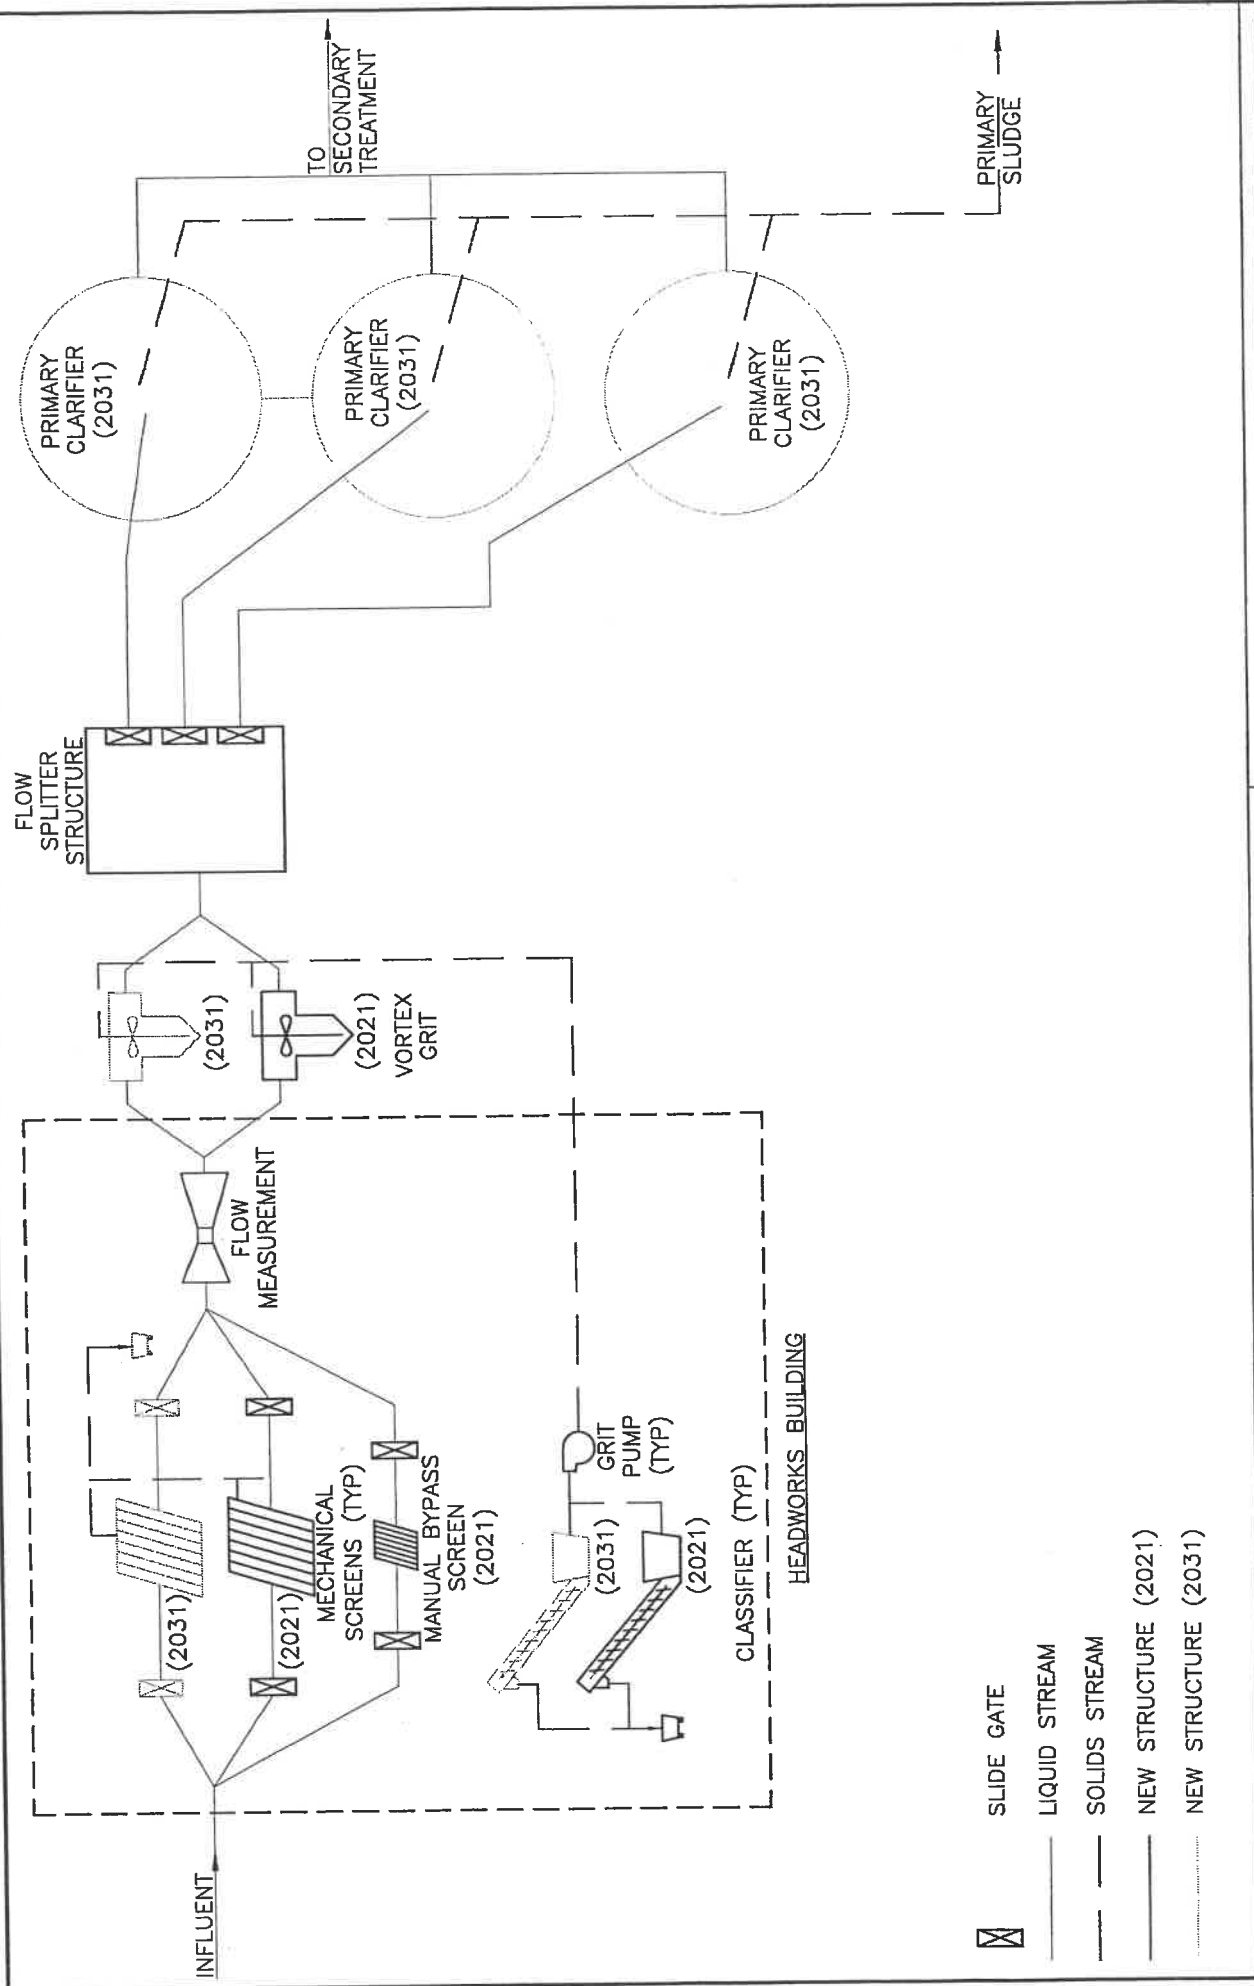 INFLUENT
(2031)
(2021)
MECHANICAL
SCREENS (TYP)
MANUAL BYPASS
SCREEN
(2021)
FLOW
MEASUREMENT
(2031)
(2021)
VORTEX
GRIT
FLOW
SPLITTER
STRUCTURE
PRIMARY
CLARIFIER
(2031)
PRIMARY
CLARIFIER
(2031)
PRIMARY
CLARIFIER
(2031)
TO
SECONDARY
TREATMENT
PRIMARY
SLUDGE
GRIT
PUMP
(TYP)
(2031)
(2021)
CLASSIFIER (TYP)
HEADWORKS BUILDING
SLIDE GATE
LIQUID STREAM
SOLIDS STREAM
NEW STRUCTURE (2021)
NEW STRUCTURE (2031)